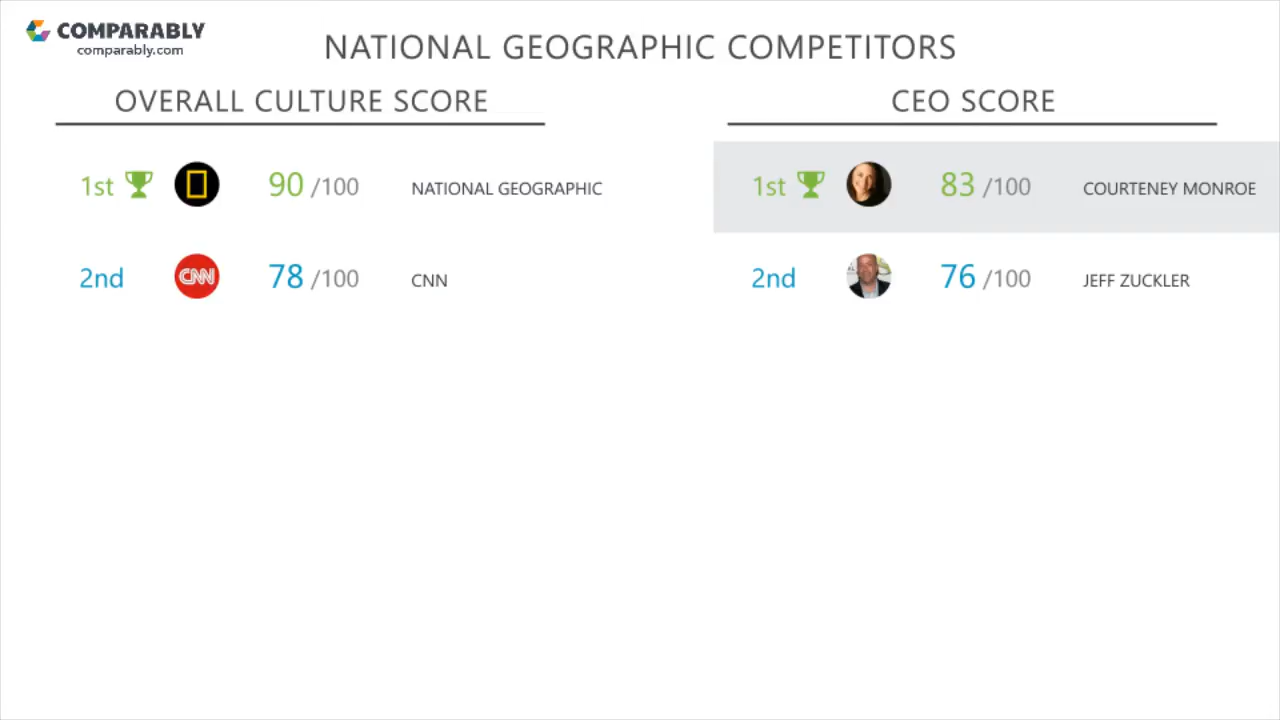 COMPARABLY
comparably.com
NATIONAL GEOGRAPHIC COMPETITORS
OVERALL CULTURE SCORE
1st 90 /100 NATIONAL GEOGRAPHIC
2nd CNN 78 /100 CNN
CEO SCORE
1st 83 /100 COURTENEY MONROE
2nd 76 /100 JEFF ZUCKLER